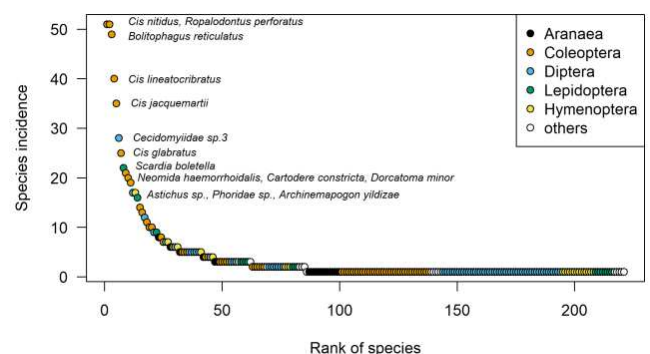 Cis nitidus, Ropalodontus perforatus
Bolitophagus reticulatus
Cis lineatocribratus
Cis jacquemartii
Cecidomyiidae sp.3
Cis glabratus
Scardia boletella
Neomida haemorrhoidalis, Cartodere constricta, Dorcatoma minor
Astichus sp., Phoridae sp., Archinemapogon yildizae
Aranaea
Coleoptera
Diptera
Lepidoptera
Hymenoptera
others
Species incidence
50
40
30
20
10
0
0
50
100
150
200
Rank of species